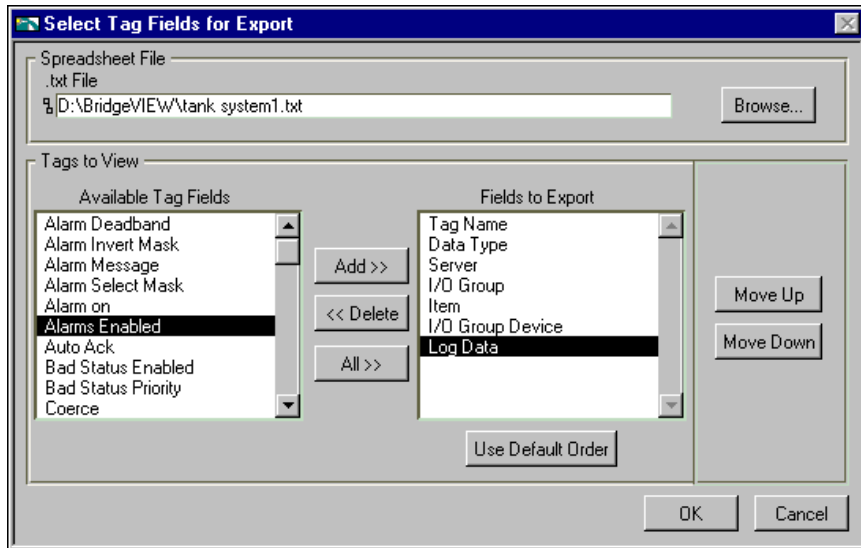 Select Tag Fields for Export
Spreadsheet File
.txt File
D:\BridgeVIEW\tank system1.txt
Browse...
Tags to View
Available Tag Fields
Alarm Deadband
Alarm Invert Mask
Alarm Message
Alarm Select Mask
Alarm on
Alarms Enabled
Auto Ack
Bad Status Enabled
Bad Status Priority
Coerce
Add >>
<< Delete
All >>
Fields to Export
Tag Name
Data Type
Server
I/O Group
Item
I/O Group Device
Log Data
Use Default Order
Move Up
Move Down
OK
Cancel